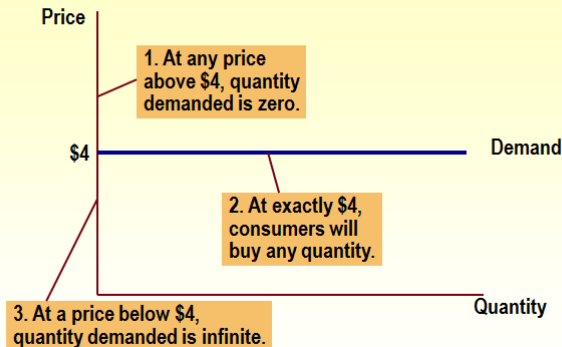 Price
1. At any price
above $4, quantity
demanded is zero.
$4
Demand
2. At exactly $4,
consumers will
buy any quantity.
Quantity
3. At a price below $4,
quantity demanded is infinite.